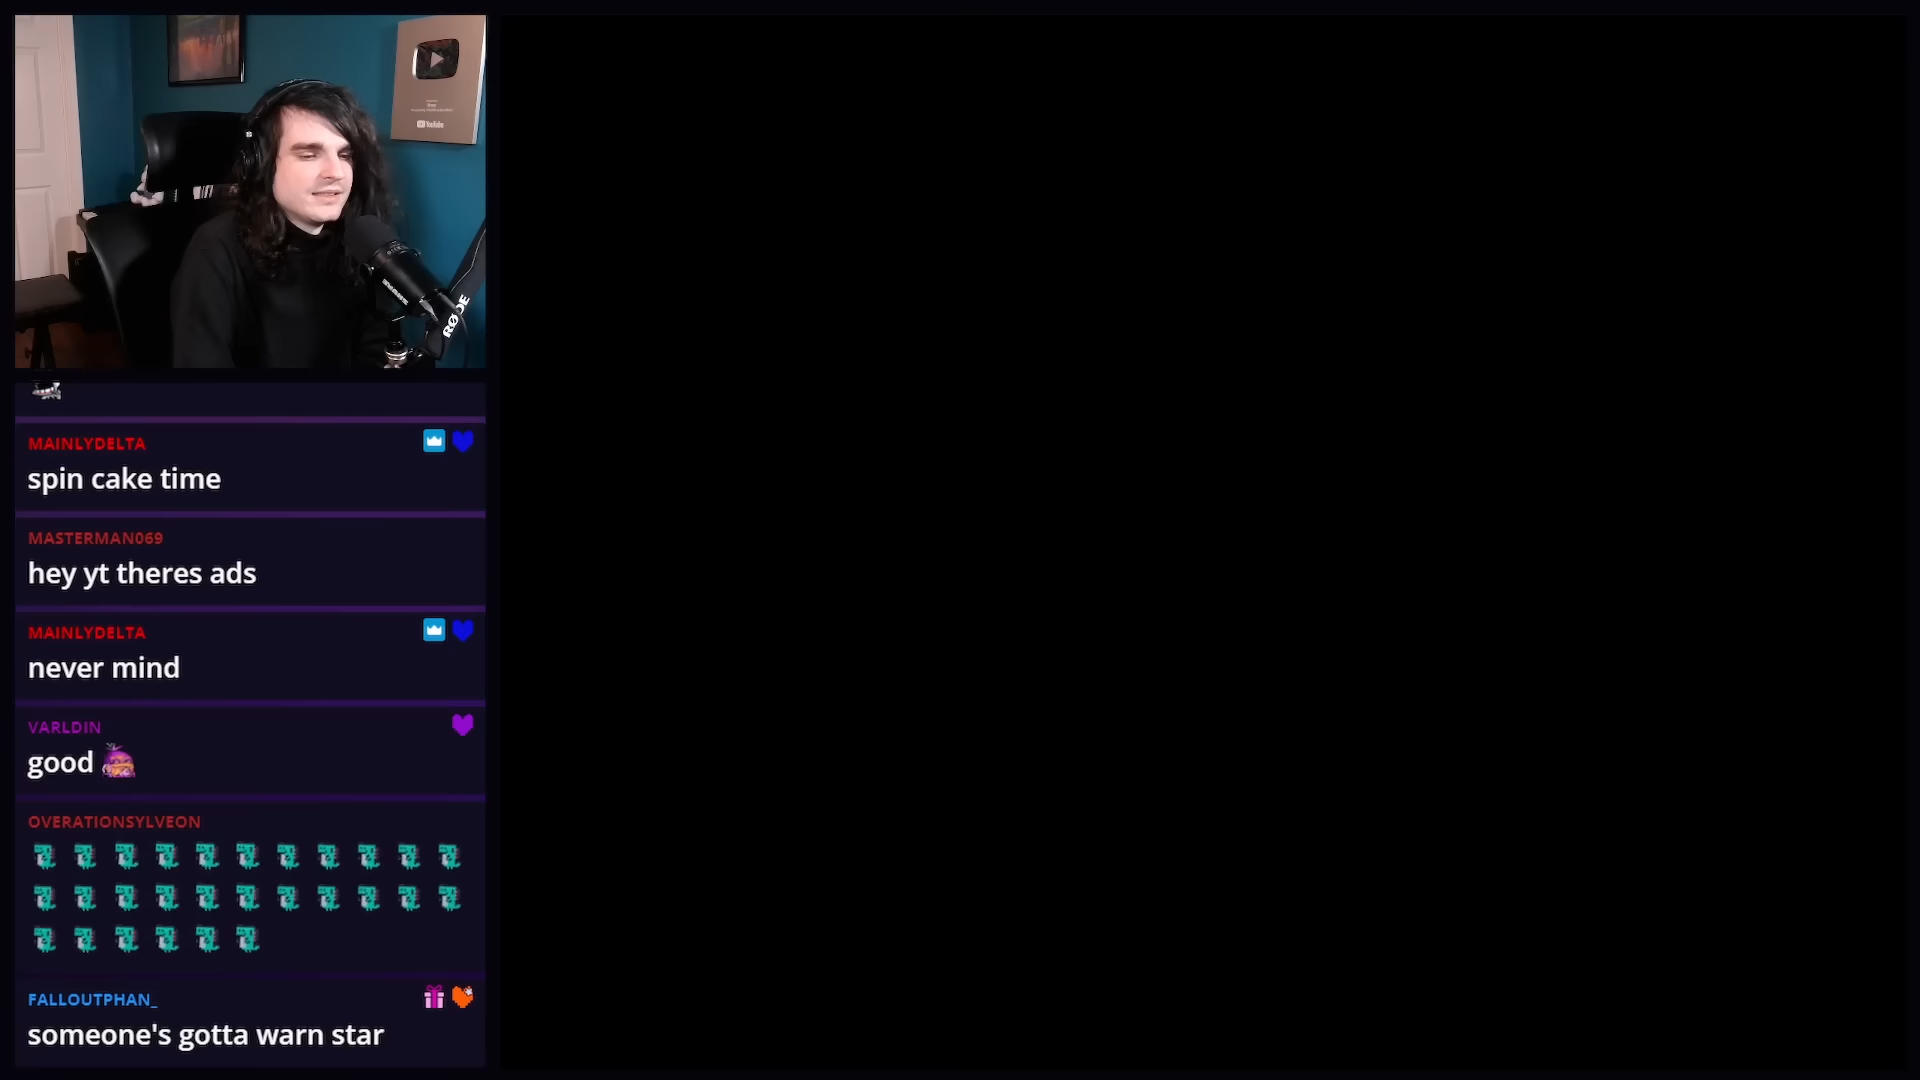 YouTube
RØDE
MAINLYDELTA
spin cake time
MASTERMAN069
hey yt theres ads
MAINLYDELTA
never mind
VARLDIN
good
OVERATIONSYLVEON
FALLOUTPHAN_
someone's gotta warn star